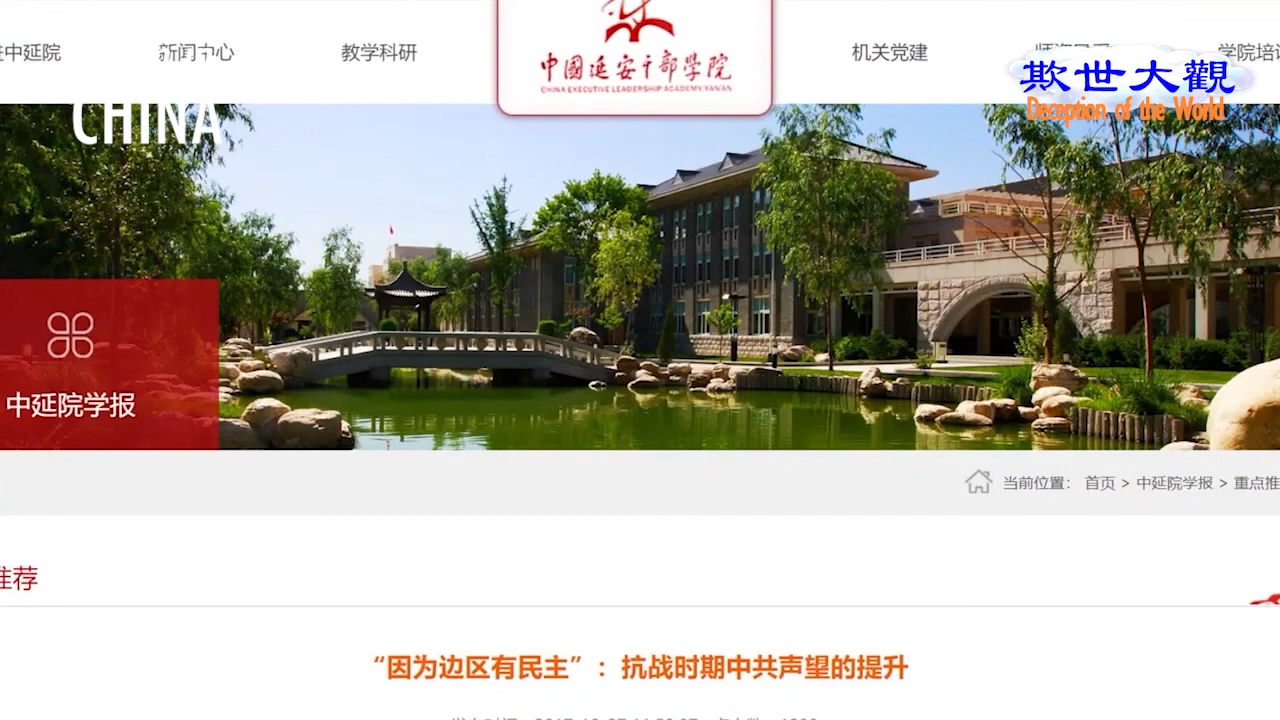 中延院
新闻中心
教学科研
中國延安干部學院
CHINA EXECUTIVE LEADERSHIP ACADEMY, YAN'AN
机关党建
学院培
欺世大觀
Deception of the World
CHINA
中延院学报
当前位置： 首页 > 中延院学报 > 重点推
推荐
“因为边区有民主”：抗战时期中共声望的提升